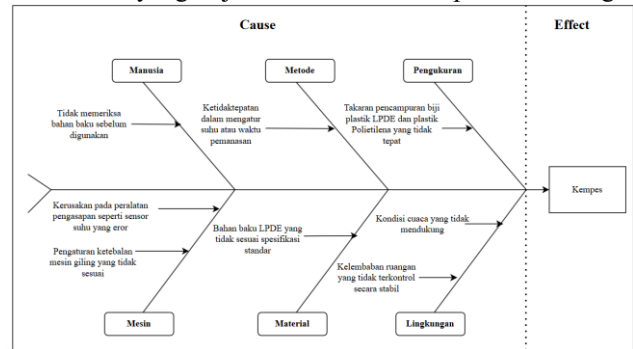 Cause
Effect
Manusia
Metode
Pengukuran
Tidak memeriksa
bahan baku sebelum
digunakan
Ketidaktepatan
dalam mengatur
suhu atau waktu
pemanasan
Takaran pencampuran biji
plastik LPDE dan plastik
Polietilena yang tidak
tepat
Kempes
Kerusakan pada peralatan
pengasapan seperti sensor
suhu yang eror
Pengaturan ketebalan
mesin giling yang tidak
sesuai
Bahan baku LPDE yang
tidak sesuai spesifikasi
standar
Kondisi cuaca yang tidak
mendukung
Kelembaban ruangan
yang tidak terkontrol
secara stabil
Mesin
Material
Lingkungan